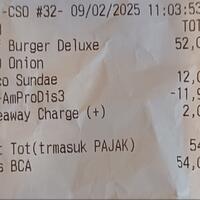 -CSO #32- 09/02/2025 11:03:53
TOT
Burger Deluxe 52,0
Onion
co Sundae 12,0
-AmProDis3 -11,9
eaway Charge (+) 2,0
Tot(trmasuk PAJAK) 54
s BCA 54,0